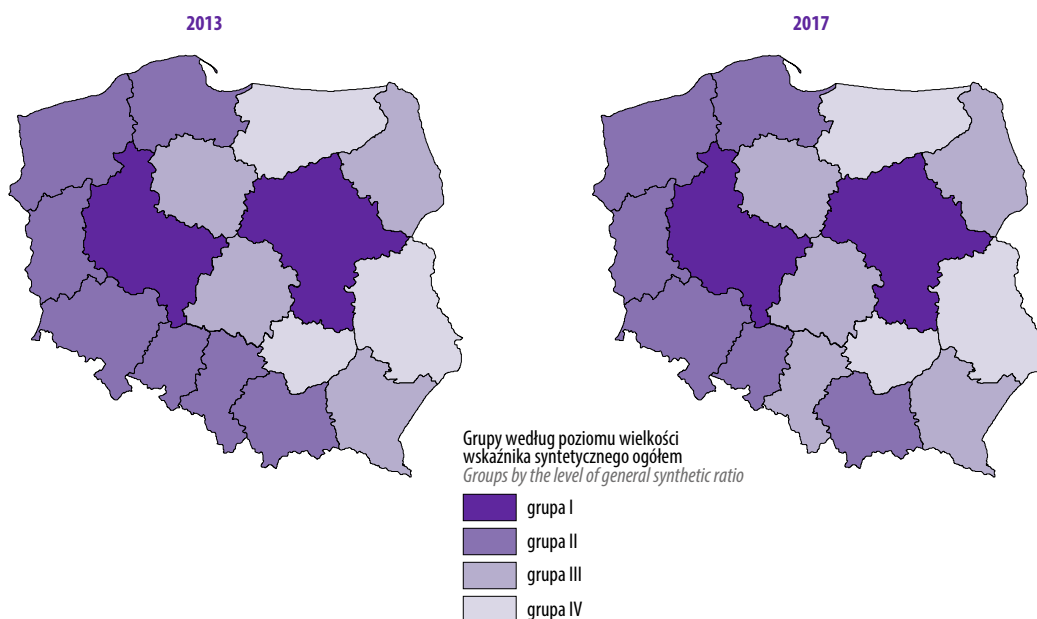 2013
2017
Grupy według poziomu wielkości
wskaźnika syntetycznego ogółem
Groups by the level of general synthetic ratio
grupa I
grupa II
grupa III
grupa IV